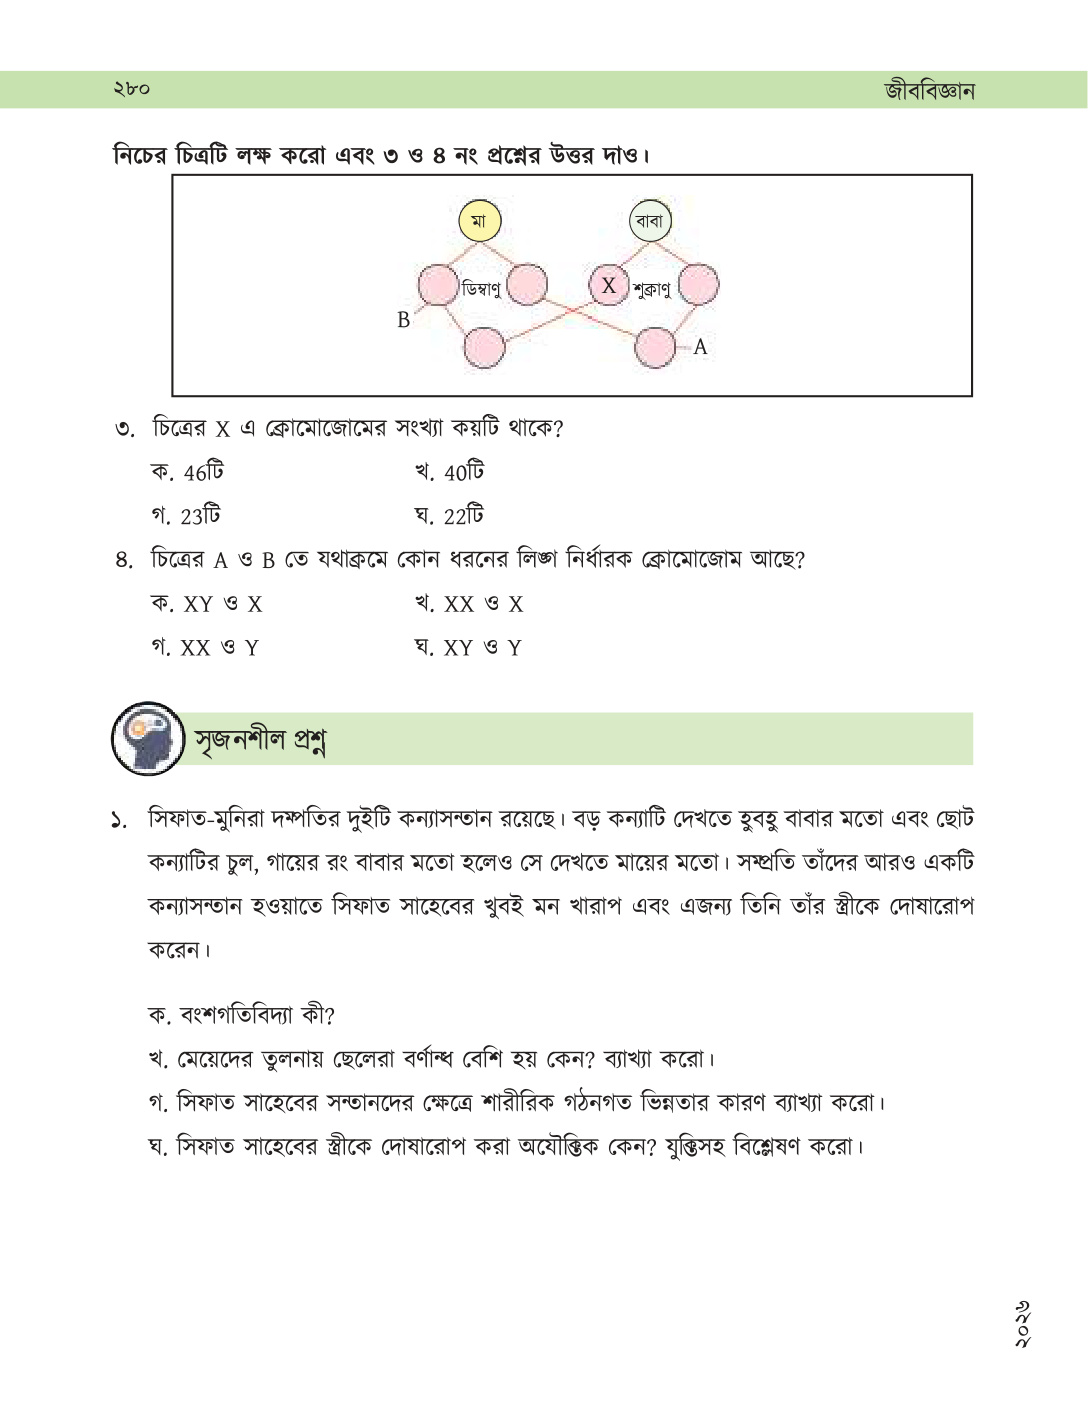 ২৮০
জীববিজ্ঞান
নিচের চিত্রটি লক্ষ করো এবং ৩ ও ৪ নং প্রশ্নের উত্তর দাও।
মা
বাবা
ডিম্বাণু
X
শুক্রাণু
B
A
৩. চিত্রের X এ ক্রোমোজোমের সংখ্যা কয়টি থাকে?
ক. 46টি
খ. 40টি
গ. 23টি
ঘ. 22টি
৪. চিত্রের A ও B তে যথাক্রমে কোন ধরনের লিঙ্গ নির্ধারক ক্রোমোজোম আছে?
ক. XY ও X
খ. XX ও X
গ. XX ও Y
ঘ. XY ও Y
সৃজনশীল প্রশ্ন
১. সিফাত-মুনিরা দম্পতির দুইটি কন্যাসন্তান রয়েছে। বড় কন্যাটি দেখতে হুবহু বাবার মতো এবং ছোট
কন্যাটির চুল, গায়ের রং বাবার মতো হলেও সে দেখতে মায়ের মতো। সম্প্রতি তাঁদের আরও একটি
কন্যাসন্তান হওয়াতে সিফাত সাহেবের খুবই মন খারাপ এবং এজন্য তিনি তাঁর স্ত্রীকে দোষারোপ
করেন।
ক. বংশগতিবিদ্যা কী?
খ. মেয়েদের তুলনায় ছেলেরা বর্ণান্ধ বেশি হয় কেন? ব্যাখ্যা করো।
গ. সিফাত সাহেবের সন্তানদের ক্ষেত্রে শারীরিক গঠনগত ভিন্নতার কারণ ব্যাখ্যা করো।
ঘ. সিফাত সাহেবের স্ত্রীকে দোষারোপ করা অযৌক্তিক কেন? যুক্তিসহ বিশ্লেষণ করো।
২০২৬